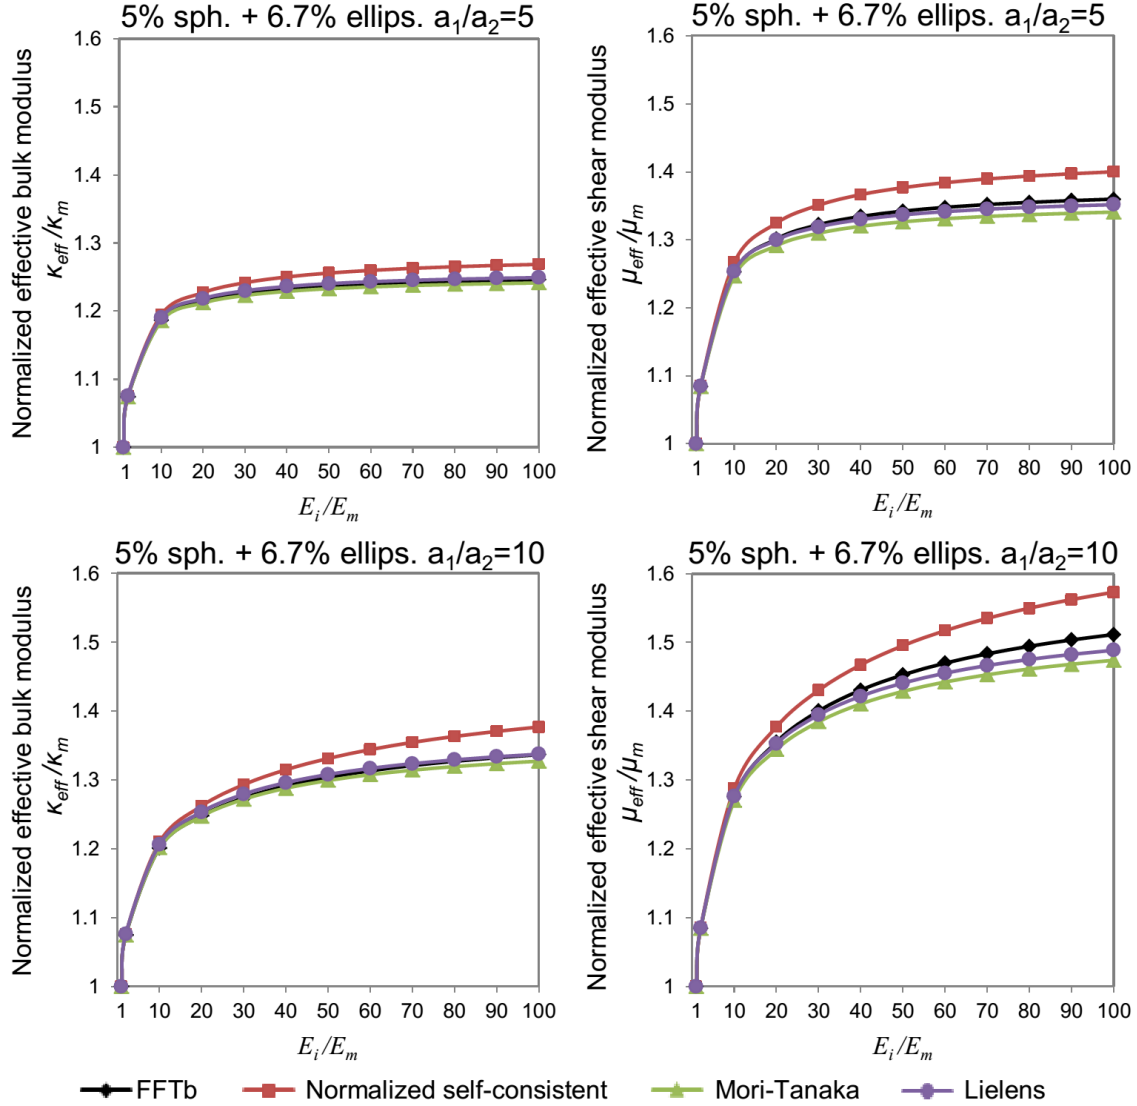 5% sph. + 6.7% ellips. a₁/a₂=5
Normalized effective bulk modulus
κeff/κm
1.6
1.5
1.4
1.3
1.2
1.1
1
1 10 20 30 40 50 60 70 80 90 100
Ei/Em
5% sph. + 6.7% ellips. a₁/a₂=5
Normalized effective shear modulus
μeff/μm
1.6
1.5
1.4
1.3
1.2
1.1
1
1 10 20 30 40 50 60 70 80 90 100
Ei/Em
5% sph. + 6.7% ellips. a₁/a₂=10
Normalized effective bulk modulus
κeff/κm
1.6
1.5
1.4
1.3
1.2
1.1
1
1 10 20 30 40 50 60 70 80 90 100
Ei/Em
5% sph. + 6.7% ellips. a₁/a₂=10
Normalized effective shear modulus
μeff/μm
1.6
1.5
1.4
1.3
1.2
1.1
1
1 10 20 30 40 50 60 70 80 90 100
Ei/Em
FFTb Normalized self-consistent Mori-Tanaka Lielens